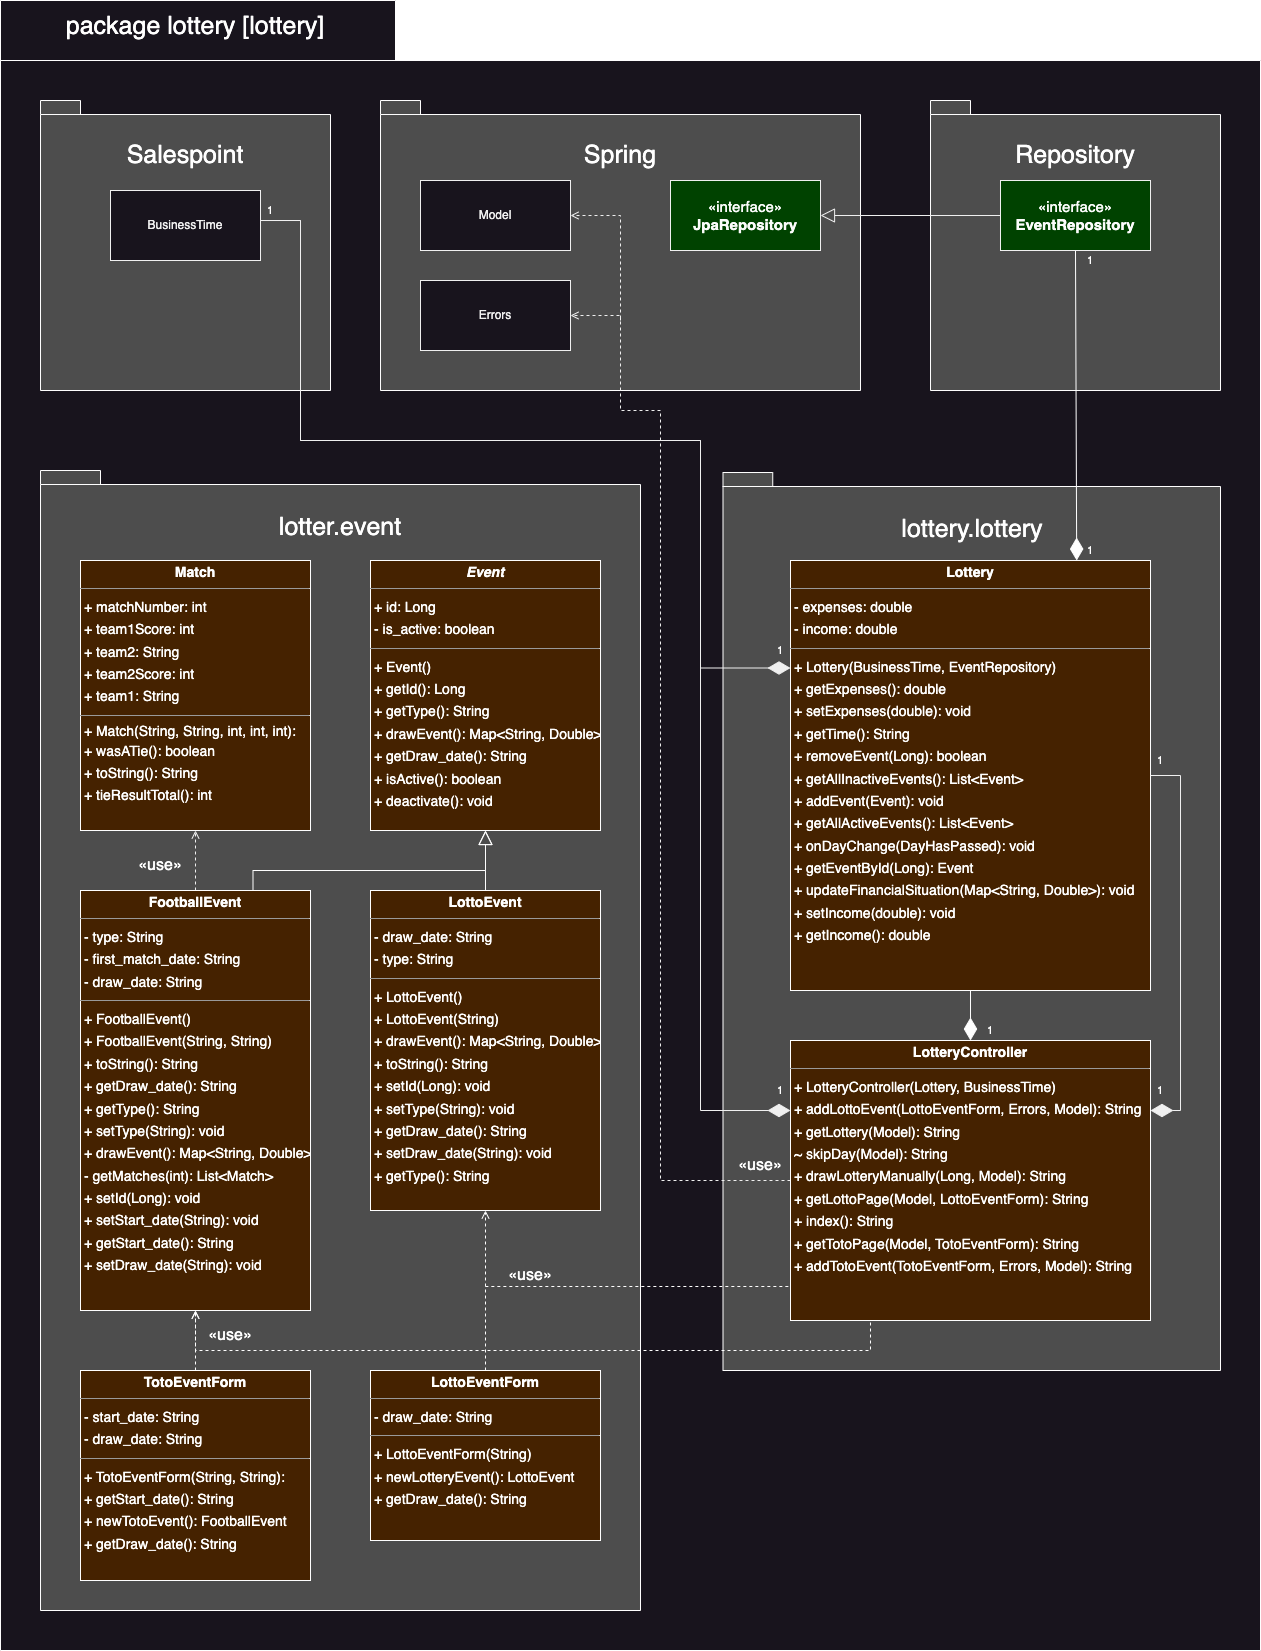 package lottery [lottery]
Salespoint
BusinessTime
1
Spring
Model
Errors
«interface»
JpaRepository
Repository
«interface»
EventRepository
1
lotter.event
Match
+ matchNumber: int
+ team1Score: int
+ team2: String
+ team2Score: int
+ team1: String
+ Match(String, String, int, int, int):
+ wasATie(): boolean
+ toString(): String
+ tieResultTotal(): int
Event
+ id: Long
- is_active: boolean
+ Event()
+ getId(): Long
+ getType(): String
+ drawEvent(): Map<String, Double>
+ getDraw_date(): String
+ isActive(): boolean
+ deactivate(): void
«use»
FootballEvent
- type: String
- first_match_date: String
- draw_date: String
+ FootballEvent()
+ FootballEvent(String, String)
+ toString(): String
+ getDraw_date(): String
+ getType(): String
+ setType(String): void
+ drawEvent(): Map<String, Double>
- getMatches(int): List<Match>
+ setId(Long): void
+ setStart_date(String): void
+ getStart_date(): String
+ setDraw_date(String): void
LottoEvent
- draw_date: String
- type: String
+ LottoEvent()
+ LottoEvent(String)
+ drawEvent(): Map<String, Double>
+ toString(): String
+ setId(Long): void
+ setType(String): void
+ getDraw_date(): String
+ setDraw_date(String): void
+ getType(): String
«use»
«use»
TotoEventForm
- start_date: String
- draw_date: String
+ TotoEventForm(String, String):
+ getStart_date(): String
+ newTotoEvent(): FootballEvent
+ getDraw_date(): String
LottoEventForm
- draw_date: String
+ LottoEventForm(String)
+ newLotteryEvent(): LottoEvent
+ getDraw_date(): String
lottery.lottery
1
Lottery
- expenses: double
- income: double
1
+ Lottery(BusinessTime, EventRepository)
+ getExpenses(): double
+ setExpenses(double): void
+ getTime(): String
+ removeEvent(Long): boolean
+ getAllInactiveEvents(): List<Event>
+ addEvent(Event): void
+ getAllActiveEvents(): List<Event>
+ onDayChange(DayHasPassed): void
+ getEventById(Long): Event
+ updateFinancialSituation(Map<String, Double>): void
+ setIncome(double): void
+ getIncome(): double
1
1
LotteryController
1
1
+ LotteryController(Lottery, BusinessTime)
+ addLottoEvent(LottoEventForm, Errors, Model): String
+ getLottery(Model): String
~ skipDay(Model): String
+ drawLotteryManually(Long, Model): String
+ getLottoPage(Model, LottoEventForm): String
+ index(): String
+ getTotoPage(Model, TotoEventForm): String
+ addTotoEvent(TotoEventForm, Errors, Model): String
«use»